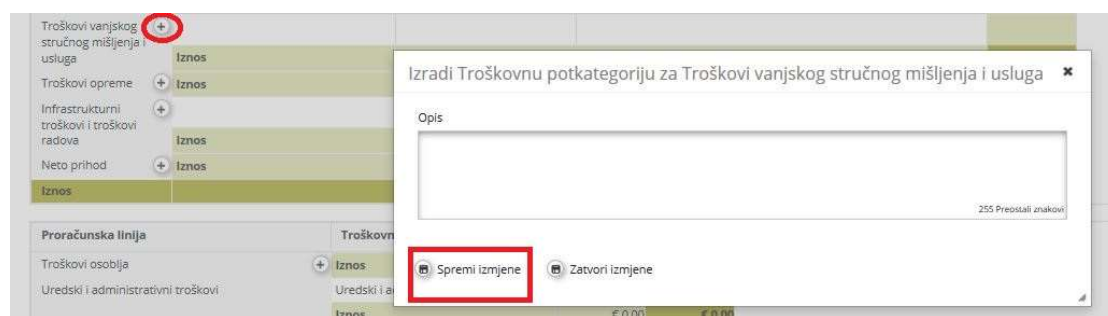 Troškovi vanjskog
stručnog mišljenja i
usluga
Iznos
Troškovi opreme
Iznos
Infrastrukturni
troškovi i troškovi
radova
Iznos
Neto prihod
Iznos
Iznos
Izradi Troškovnu potkategoriju za Troškovi vanjskog stručnog mišljenja i usluga
Opis
255 Preostali znakovi
Spremi izmjene
Zatvori izmjene
Proračunska linija
Troškovn
Troškovi osoblja
Iznos
Uredski i administrativni troškovi
Uredski i a
Iznos
€ 0,00
€ 0,00